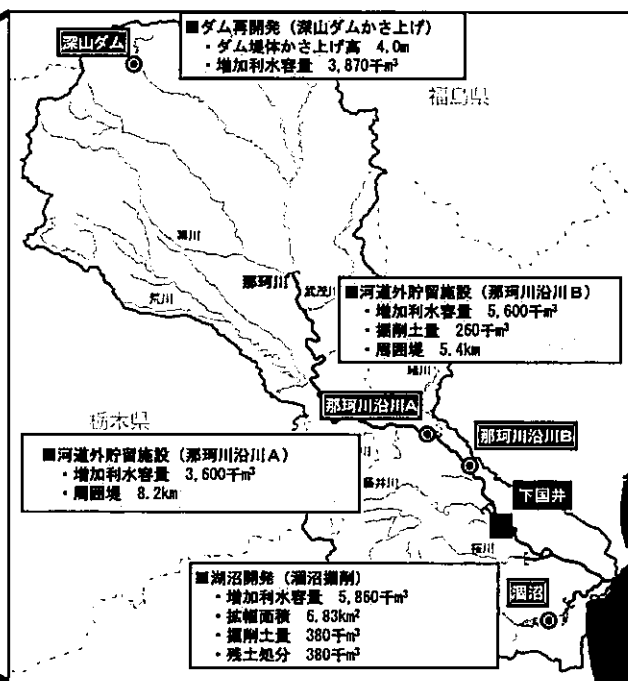 深山ダム
■ダム再開発（深山ダムかさ上げ）
・ダム堤体かさ上げ高 4.0m
・増加利水容量 3,870千m³
福島県
那珂川
武茂川
荒川
■河道外貯留施設（那珂川沿川B）
・増加利水容量 5,600千m³
・掘削土量 260千m³
・周囲堤 5.4km
那珂川沿川A
栃木県
那珂川沿川B
■河道外貯留施設（那珂川沿川A）
・増加利水容量 3,600千m³
・周囲堤 8.2km
藤井川
下国井
桜川
■湖沼開発（涸沼掘削）
・増加利水容量 5,860千m³
・拡幅面積 6.83km²
・掘削土量 380千m³
・残土処分 380千m³
涸沼